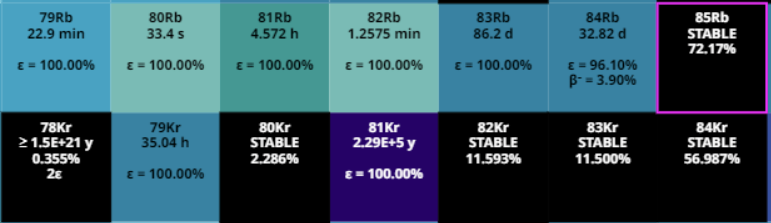 79Rb
22.9 min
ε = 100.00%
80Rb
33.4 s
ε = 100.00%
81Rb
4.572 h
ε = 100.00%
82Rb
1.2575 min
ε = 100.00%
83Rb
86.2 d
ε = 100.00%
84Rb
32.82 d
ε = 96.10%
β⁻ = 3.90%
85Rb
STABLE
72.17%
78Kr
≥ 1.5E+21 y
0.355%
2ε
79Kr
35.04 h
ε = 100.00%
80Kr
STABLE
2.286%
81Kr
2.29E+5 y
ε = 100.00%
82Kr
STABLE
11.593%
83Kr
STABLE
11.500%
84Kr
STABLE
56.987%